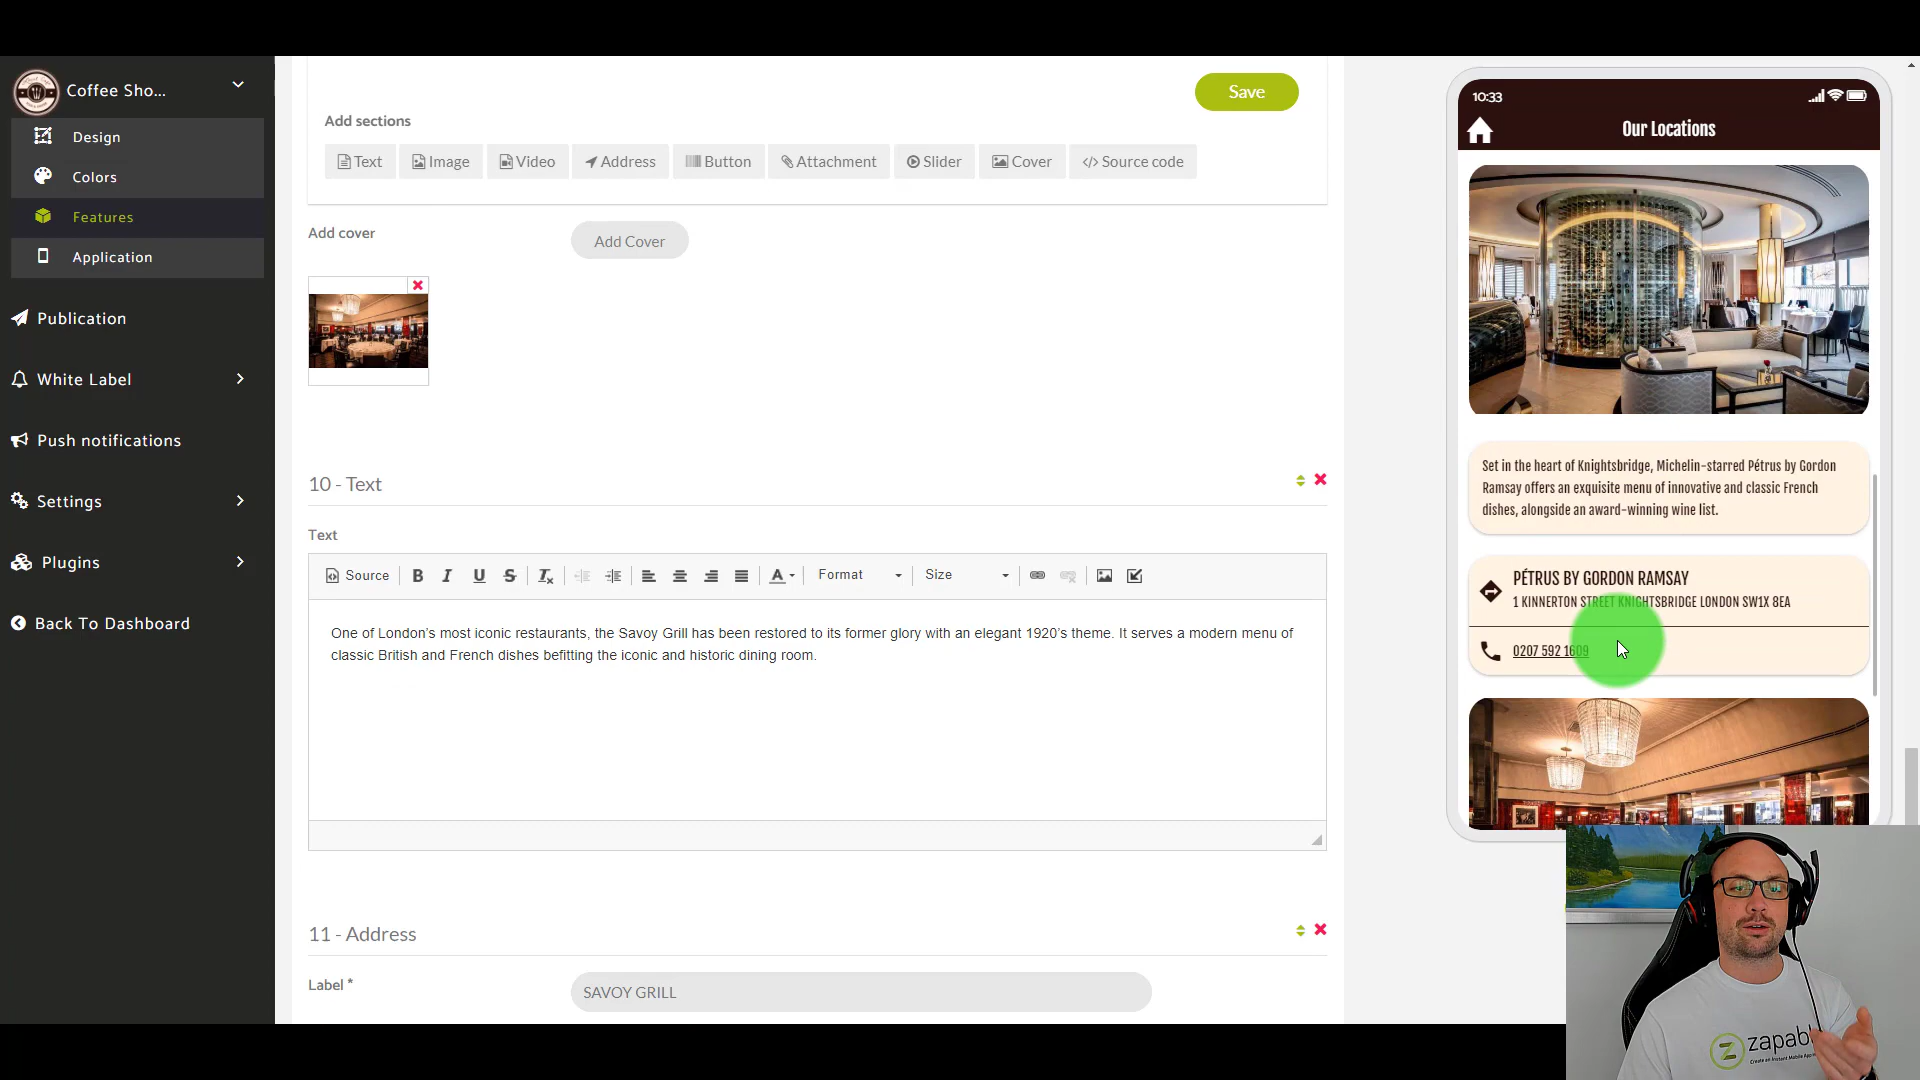 Coffee Sho...
Design
Colors
Features
Application
Publication
White Label
Push notifications
Settings
Plugins
Back To Dashboard
Save
Add sections
Text
Image
Video
Address
Button
Attachment
Slider
Cover
</> Source code
Add cover
Add Cover
10 - Text
Text
Source
B
I
U
S
Format
Size
One of London's most iconic restaurants, the Savoy Grill has been restored to its former glory with an elegant 1920's theme. It serves a modern menu of
classic British and French dishes befitting the iconic and historic dining room.
11 - Address
Label *
SAVOY GRILL
10:33
Our Locations
Set in the heart of Knightsbridge, Michelin-starred Pétrus by Gordon
Ramsay offers an exquisite menu of innovative and classic French
dishes, alongside an award-winning wine list.
PÉTRUS BY GORDON RAMSAY
1 KINNERTON STREET KNIGHTSBRIDGE LONDON SW1X 8EA
0207 592 1609
zapabl
Create an Instant Mobile App